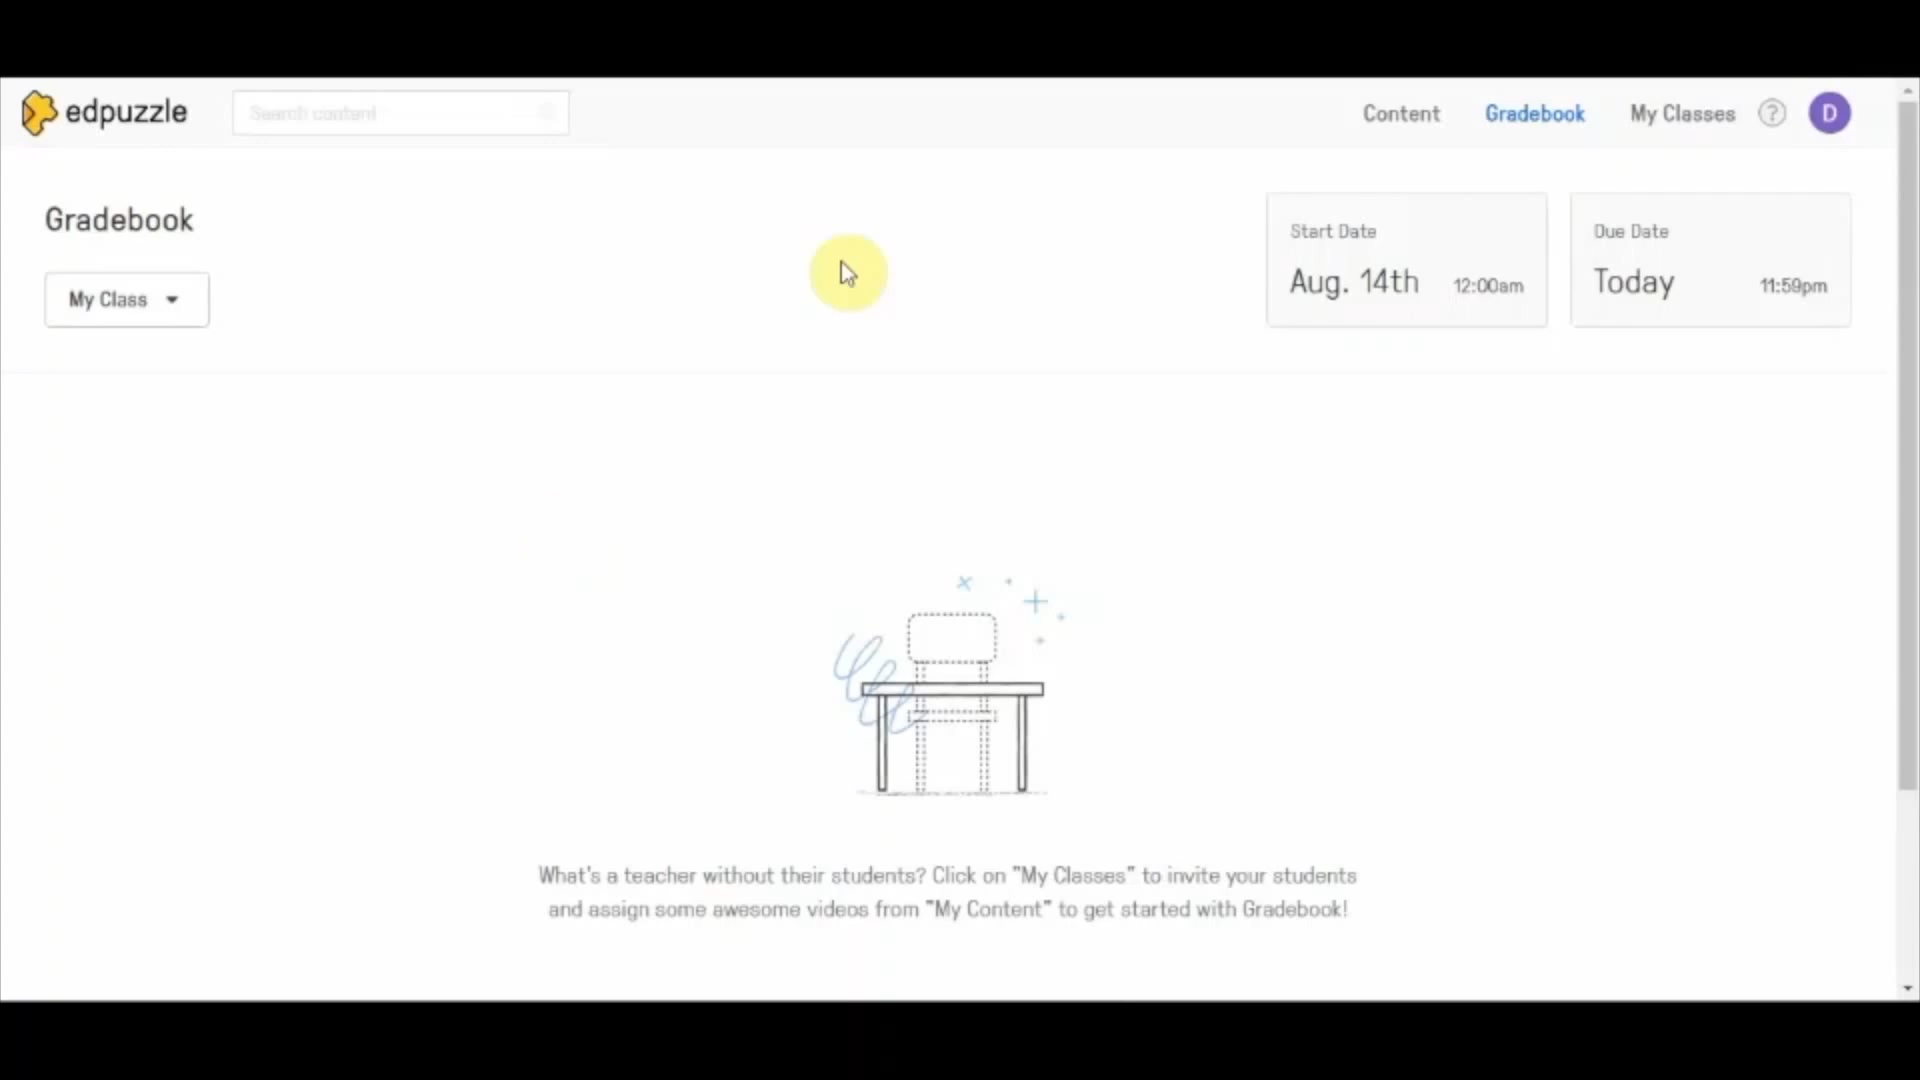 edpuzzle
Search content
Content
Gradebook
My Classes
?
D
Gradebook
My Class
Start Date
Aug. 14th 12:00am
Due Date
Today 11:59pm
What's a teacher without their students? Click on "My Classes" to invite your students
and assign some awesome videos from "My Content" to get started with Gradebook!